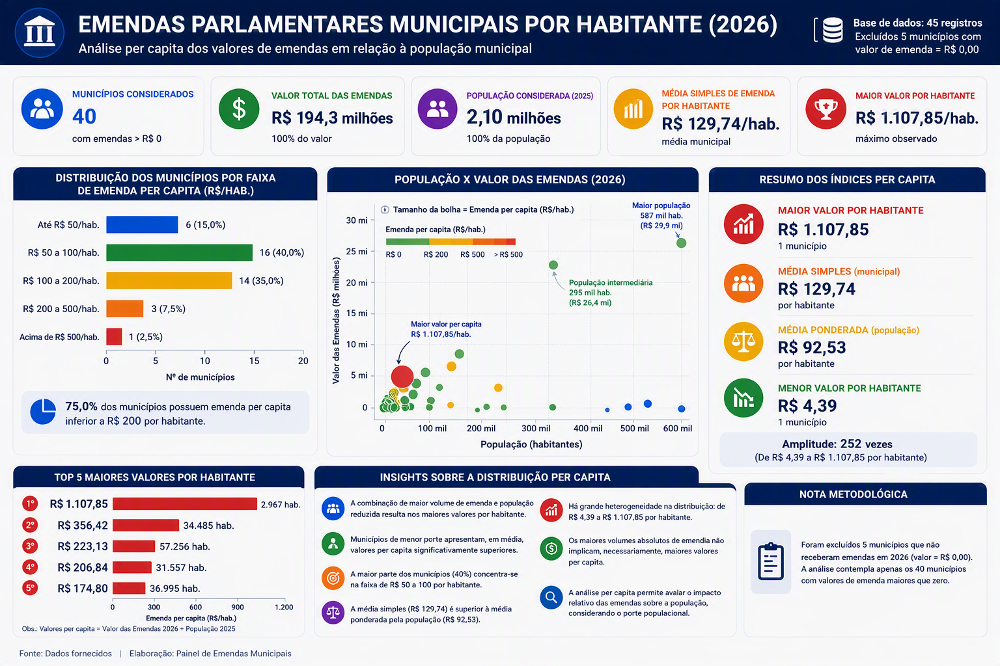 EMENDAS PARLAMENTARES MUNICIPAIS POR HABITANTE (2026)
Análise per capita dos valores de emendas em relação à população municipal
Base de dados: 45 registros
Excluídos 5 municípios com
valor de emenda = R$ 0,00
MUNICÍPIOS CONSIDERADOS
40
com emendas > R$ 0
VALOR TOTAL DAS EMENDAS
R$ 194,3 milhões
100% do valor
POPULAÇÃO CONSIDERADA (2025)
2,10 milhões
100% da população
MÉDIA SIMPLES DE EMENDA
POR HABITANTE
R$ 129,74/hab.
média municipal
MAIOR VALOR POR HABITANTE
R$ 1.107,85/hab.
máximo observado
DISTRIBUIÇÃO DOS MUNICÍPIOS POR FAIXA
DE EMENDA PER CAPITA (R$/HAB.)
Até R$ 50/hab.
6 (15,0%)
R$ 50 a 100/hab.
16 (40,0%)
R$ 100 a 200/hab.
14 (35,0%)
R$ 200 a 500/hab.
3 (7,5%)
Acima de R$ 500/hab.
1 (2,5%)
0 5 10 15 20
Nº de municípios
75,0% dos municípios possuem emenda per capita
inferior a R$ 200 por habitante.
POPULAÇÃO X VALOR DAS EMENDAS (2026)
Tamanho da bolha = Emenda per capita (R$/hab.)
Emenda per capita (R$/hab.)
R$ 0 R$ 200 R$ 500 > R$ 500
Maior população
587 mil hab.
(R$ 29,9 mi)
População intermediária
295 mil hab.
(R$ 26,4 mi)
Maior valor per capita
R$ 1.107,85/hab.
Valor das Emendas (R$ milhões)
30 mi
25 mi
20 mi
15 mi
10 mi
5 mi
0
0 100 mil 200 mil 300 mil 400 mil 500 mil 600 mil
População (habitantes)
RESUMO DOS ÍNDICES PER CAPITA
MAIOR VALOR POR HABITANTE
R$ 1.107,85
1 município
MÉDIA SIMPLES (municipal)
R$ 129,74
por habitante
MÉDIA PONDERADA (população)
R$ 92,53
por habitante
MENOR VALOR POR HABITANTE
R$ 4,39
1 município
Amplitude: 252 vezes
(De R$ 4,39 a R$ 1.107,85 por habitante)
TOP 5 MAIORES VALORES POR HABITANTE
1º R$ 1.107,85 2.967 hab.
2º R$ 356,42 34.485 hab.
3º R$ 223,13 57.256 hab.
4º R$ 206,84 31.557 hab.
5º R$ 174,80 36.995 hab.
0 300 600 900 1.200
Emenda per capita (R$/hab.)
Obs.: Valores per capita = Valor das Emendas 2026 ÷ População 2025
INSIGHTS SOBRE A DISTRIBUIÇÃO PER CAPITA
A combinação de maior volume de emenda e população
reduzida resulta nos maiores valores por habitante.
Municípios de menor porte apresentam, em média,
valores per capita significativamente superiores.
A maior parte dos municípios (40%) concentra-se
na faixa de R$ 50 a 100 por habitante.
A média simples (R$ 129,74) é superior à média
ponderada pela população (R$ 92,53).
Há grande heterogeneidade na distribuição: de
R$ 4,39 a R$ 1.107,85 por habitante.
Os maiores volumes absolutos de emendia não
implicam, necessariamente, maiores valores
per capita.
A análise per capita permite avalar o impacto
relativo das emendas sobre a população,
considerando o porte populacional.
NOTA METODOLÓGICA
Foram excluídos 5 municípios que não
receberam emendas em 2026 (valor = R$ 0,00).
A análise contempla apenas os 40 municípios
com valores de emenda maiores que zero.
Fonte: Dados fornecidos | Elaboração: Painel de Emendas Municipais